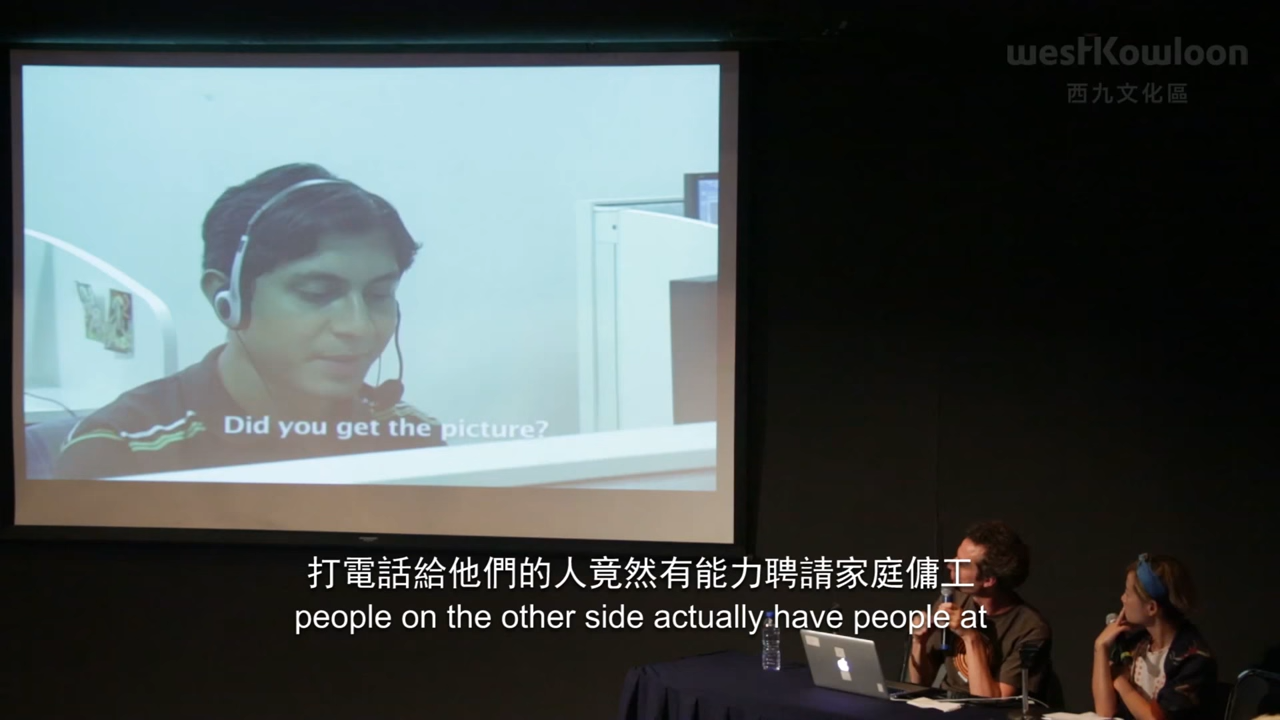 WestKowloon
西九文化區
Did you get the picture?
打電話給他們的人竟然有能力聘請家庭傭工
people on the other side actually have people at